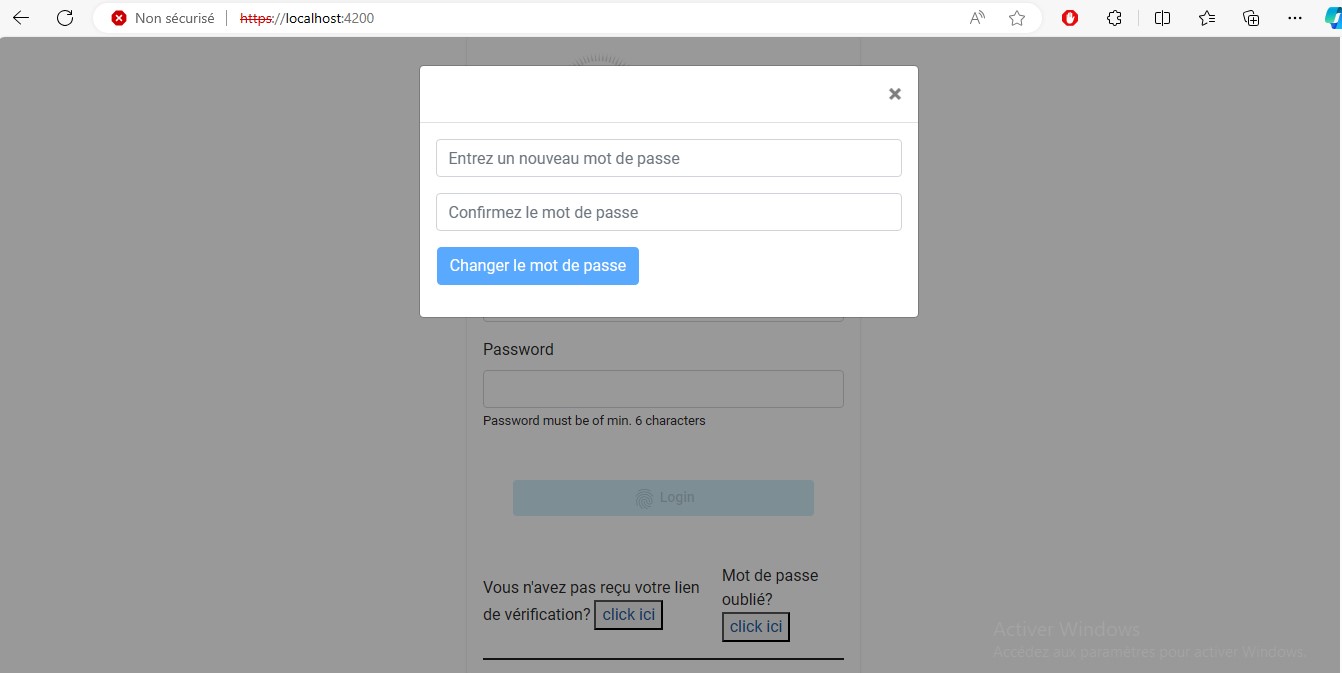 Non sécurisé
https://localhost:4200
Entrez un nouveau mot de passe
Confirmez le mot de passe
Changer le mot de passe
Password
Password must be of min. 6 characters
Login
Vous n'avez pas reçu votre lien
de vérification? click ici
Mot de passe
oublié?
click ici
Activer Windows
Accédez aux paramètres pour activer Windows.